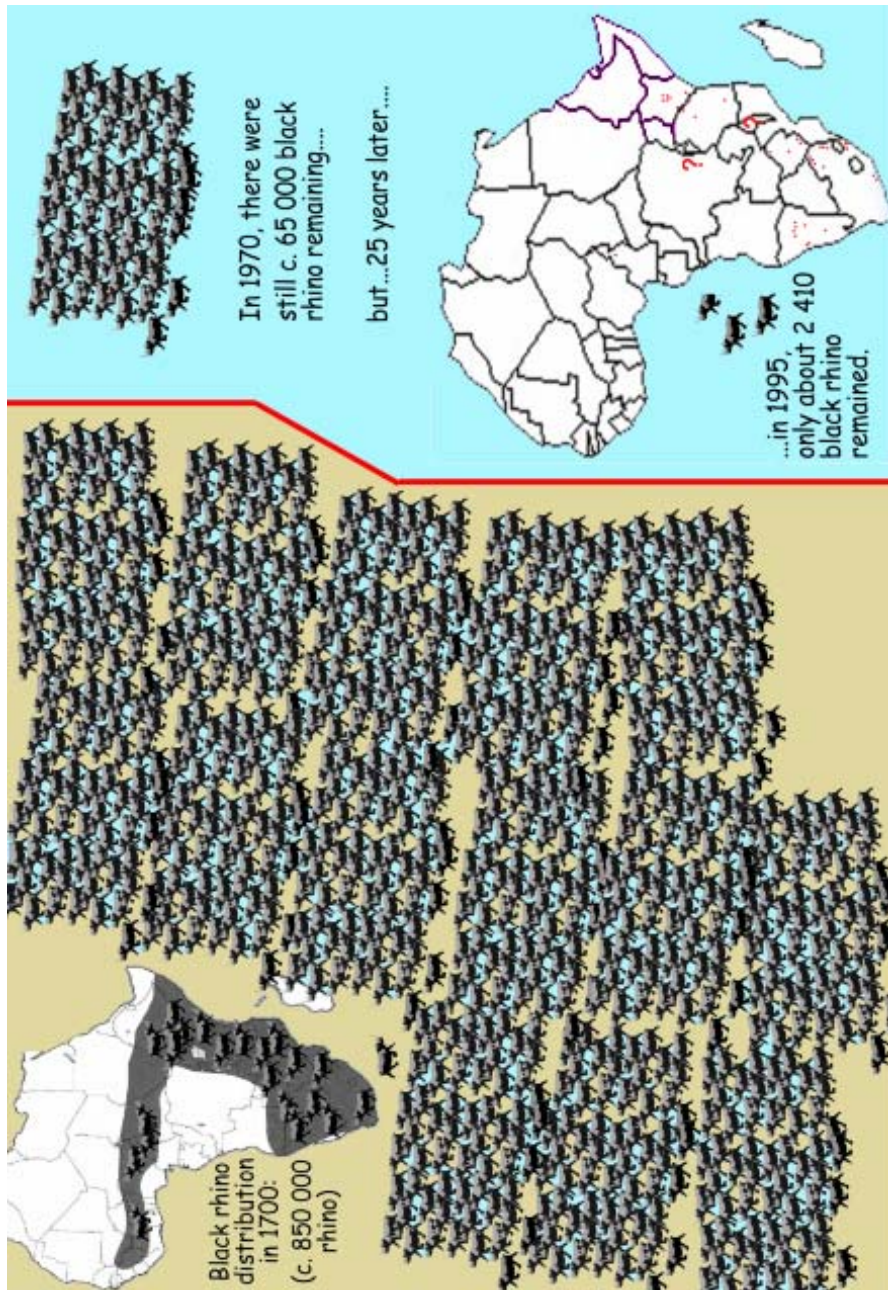 Black rhino
distribution
in 1700:
(c. 850 000
rhino)
In 1970, there were
still c. 65 000 black
rhino remaining....
but...25 years later....
...in 1995,
only about 2 410
black rhino
remained.
?
?